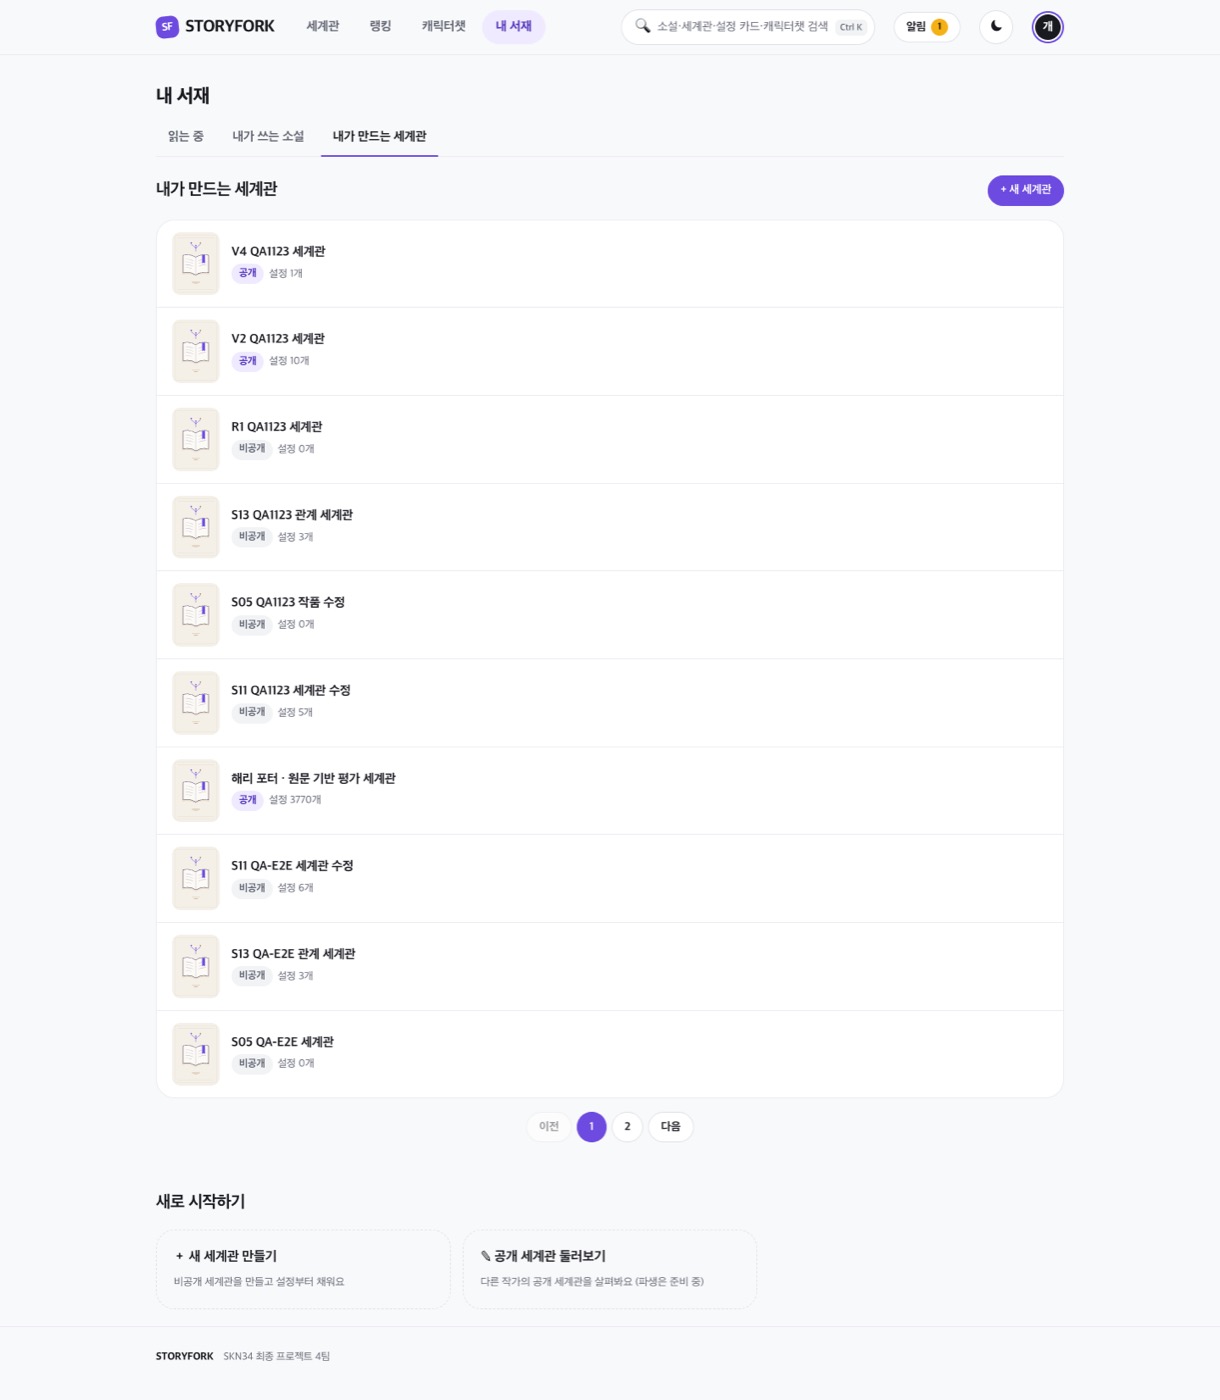 SF STORYFORK 세계관 랭킹 캐릭터챗 내 서재 소설·세계관·설정 카드·캐릭터챗 검색 Ctrl K 알림 1 개
내 서재
읽는 중 내가 쓰는 소설 내가 만드는 세계관
내가 만드는 세계관 + 새 세계관
V4 QA1123 세계관
공개 설정 1개
V2 QA1123 세계관
공개 설정 10개
R1 QA1123 세계관
비공개 설정 0개
S13 QA1123 관계 세계관
비공개 설정 3개
S05 QA1123 작품 수정
비공개 설정 0개
S11 QA1123 세계관 수정
비공개 설정 5개
해리 포터 · 원문 기반 평가 세계관
공개 설정 3770개
S11 QA-E2E 세계관 수정
비공개 설정 6개
S13 QA-E2E 관계 세계관
비공개 설정 3개
S05 QA-E2E 세계관
비공개 설정 0개
이전 1 2 다음
새로 시작하기
+ 새 세계관 만들기
비공개 세계관을 만들고 설정부터 채워요
✎ 공개 세계관 둘러보기
다른 작가의 공개 세계관을 살펴봐요 (파생은 준비 중)
STORYFORK SKN34 최종 프로젝트 4팀